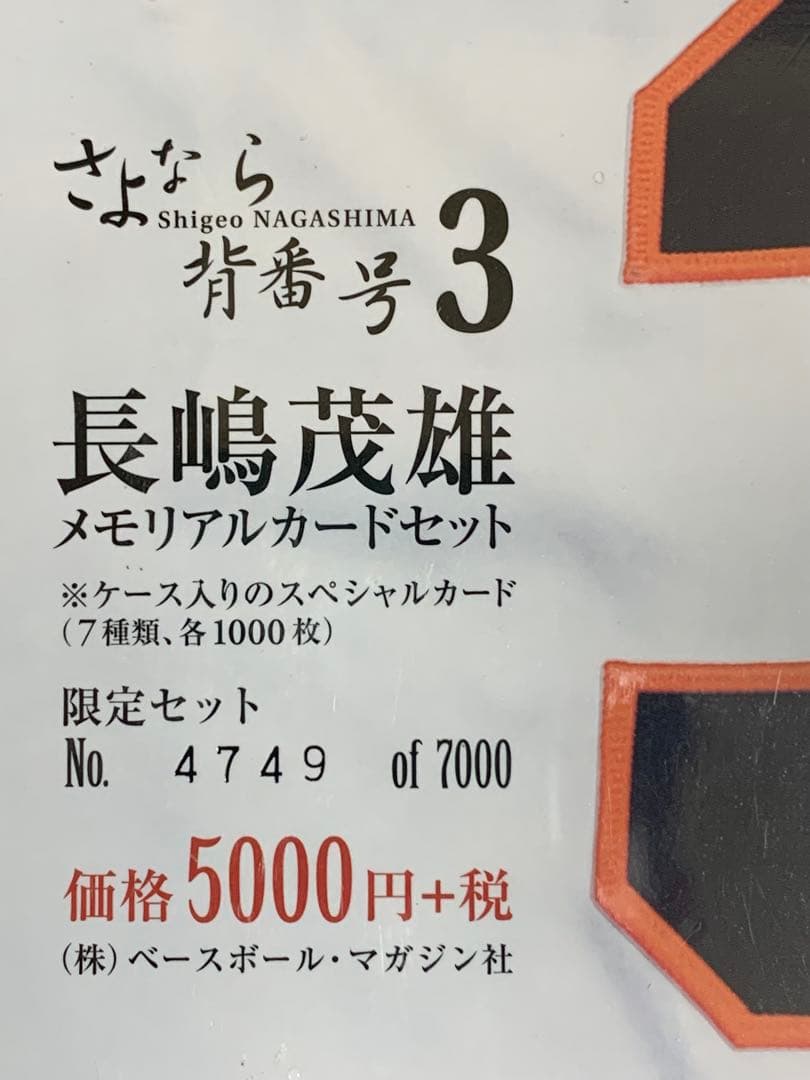 さよなら
Shigeo NAGASHIMA
背番号3
長嶋茂雄
メモリアルカードセット
※ケース入りのスペシャルカード
(7種類、各1000枚)
限定セット
No. 4749 of 7000
価格5000円+税
(株)ベースボール・マガジン社